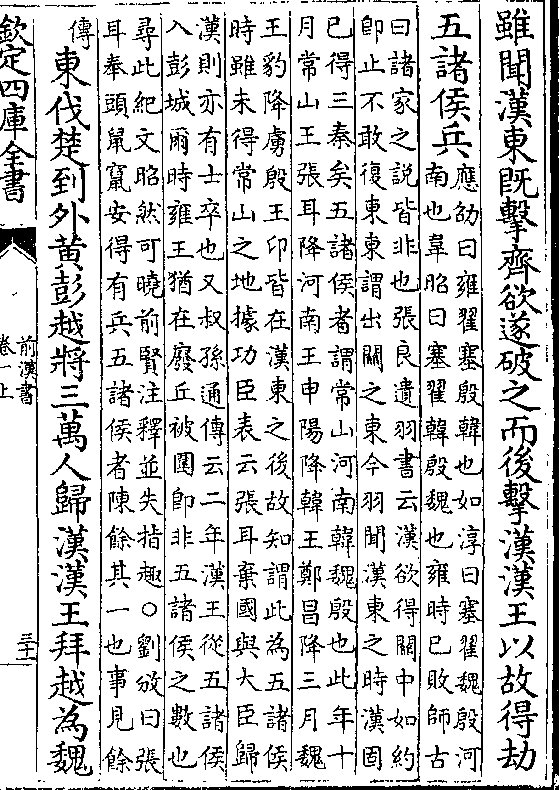 雖聞漢東既擊齊欲遂破之而後擊漢漢王以故得劫
五諸侯兵
應劭曰雍翟塞殷韓也如淳曰塞翟魏殷河
南也韋昭曰塞翟韓殷魏也雍時已敗師古
曰諸家之説皆非也張良遺羽書云漢欲得關中如約
即止不敢復東東謂出關之東今羽聞漢東之時漢固
已得三秦矣五諸侯者謂常山河南韓魏殷也此年十
月常山王張耳降河南王申陽降韓王鄭昌降三月魏
王豹降虜殷王卬皆在漢東之後故知謂此為五諸侯
時雖未得常山之地據功臣表云張耳棄國與大臣歸
漢則亦有士卒也又叔孫通傳云二年漢王從五諸侯
入彭城爾時雍王猶在廢丘被圍即非五諸侯之數也
尋此紀文昭然可曉前賢注釋並失指趣○劉攽曰張
耳奉頭鼠竄安得有兵五諸侯者陳餘其一也事見餘
傳
東伐楚到外黄彭越將三萬人歸漢漢王拜越為魏
欽定四庫全書
前漢書
卷一上
三十二